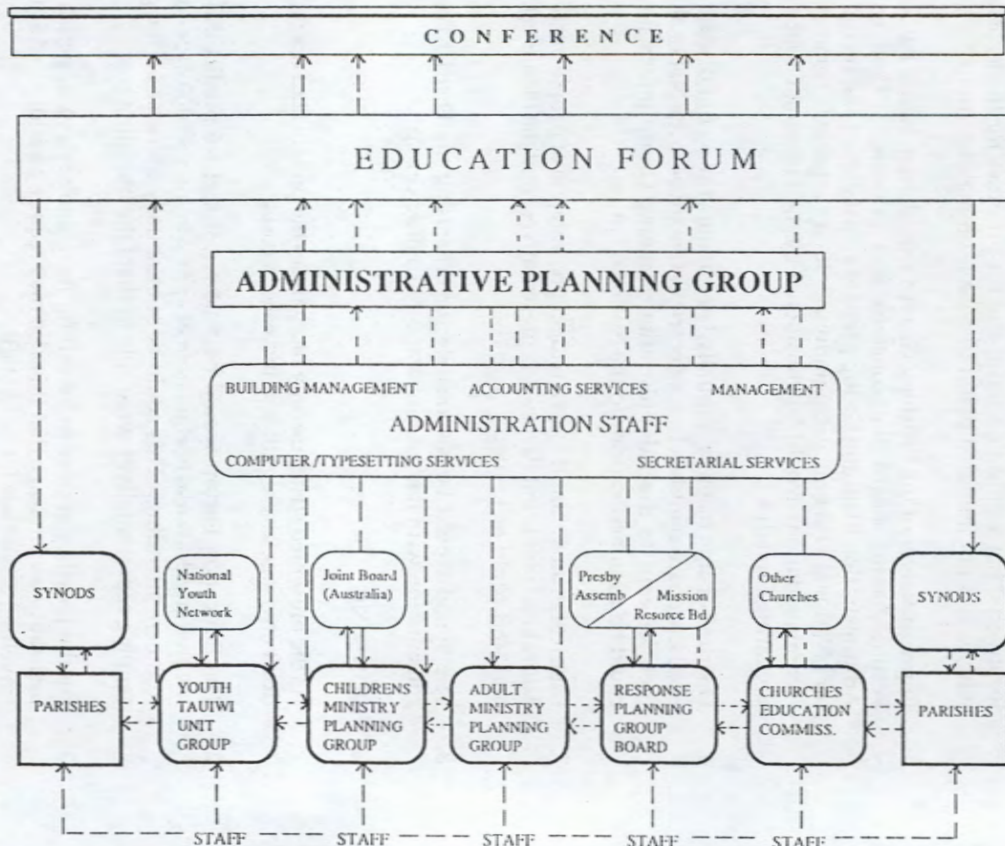 CONFERENCE
EDUCATION FORUM
ADMINISTRATIVE PLANNING GROUP
BUILDING MANAGEMENT ACCOUNTING SERVICES MANAGEMENT
ADMINISTRATION STAFF
COMPUTER/TYPESETTING SERVICES SECRETARIAL SERVICES
SYNODS
National
Youth
Network
Joint Board
(Australia)
Presby
Assemb.
Mission
Resorce Bd
Other
Churches
SYNODS
PARISHES
YOUTH
TAUIWI
UNIT
GROUP
CHILDRENS
MINISTRY
PLANNING
GROUP
ADULT
MINISTRY
PLANNING
GROUP
RESPONSE
PLANNING
GROUP
BOARD
CHURCHES
EDUCATION
COMMISS.
PARISHES
STAFF STAFF STAFF STAFF STAFF